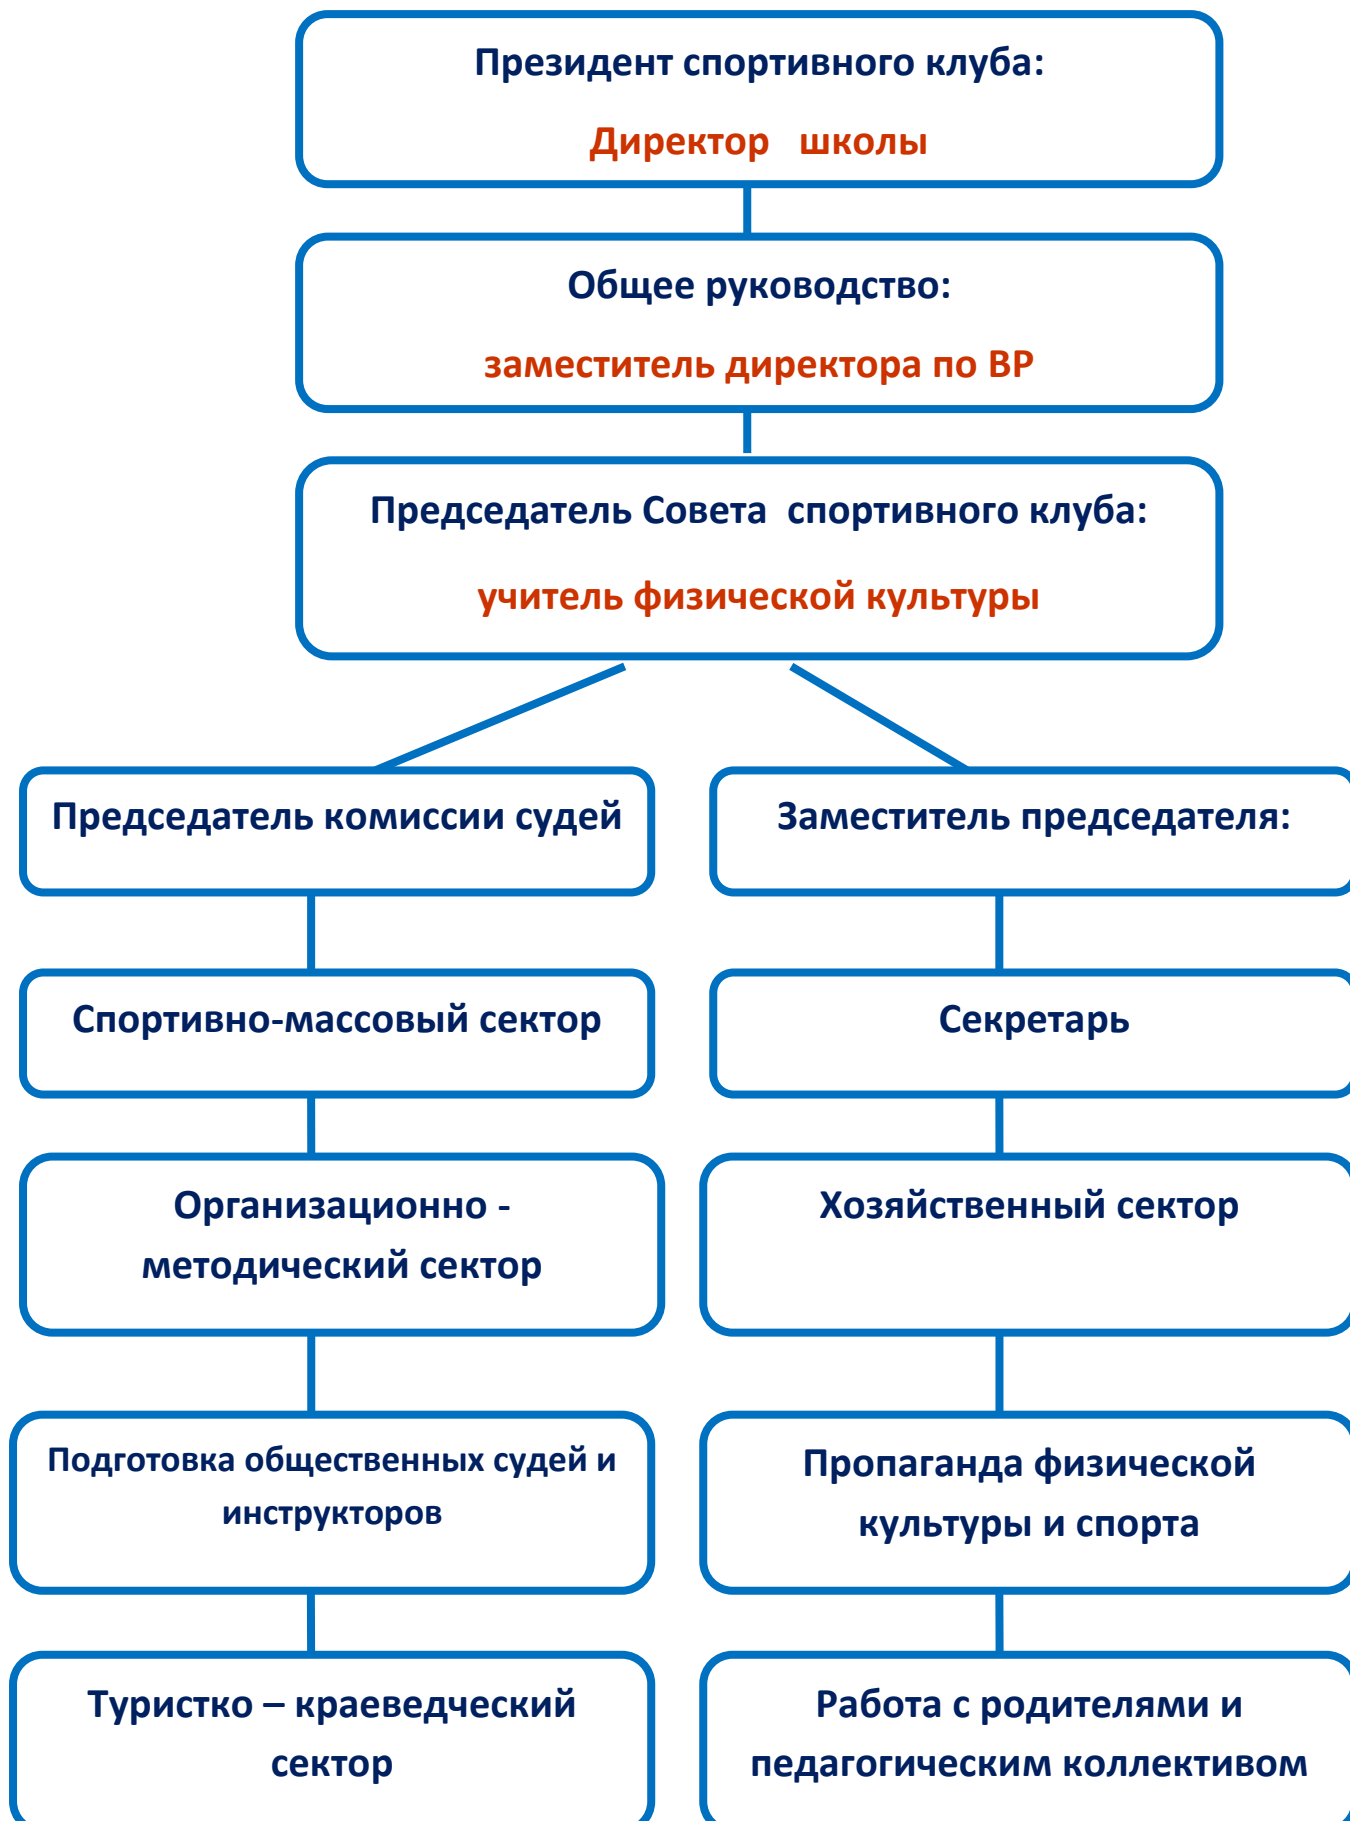 Президент спортивного клуба:
Директор школы
Общее руководство:
заместитель директора по ВР
Председатель Совета спортивного клуба:
учитель физической культуры
Председатель комиссии судей
Заместитель председателя:
Спортивно-массовый сектор
Секретарь
Организационно -
методический сектор
Хозяйственный сектор
Подготовка общественных судей и
инструкторов
Пропаганда физической
культуры и спорта
Туристко – краеведческий
сектор
Работа с родителями и
педагогическим коллективом